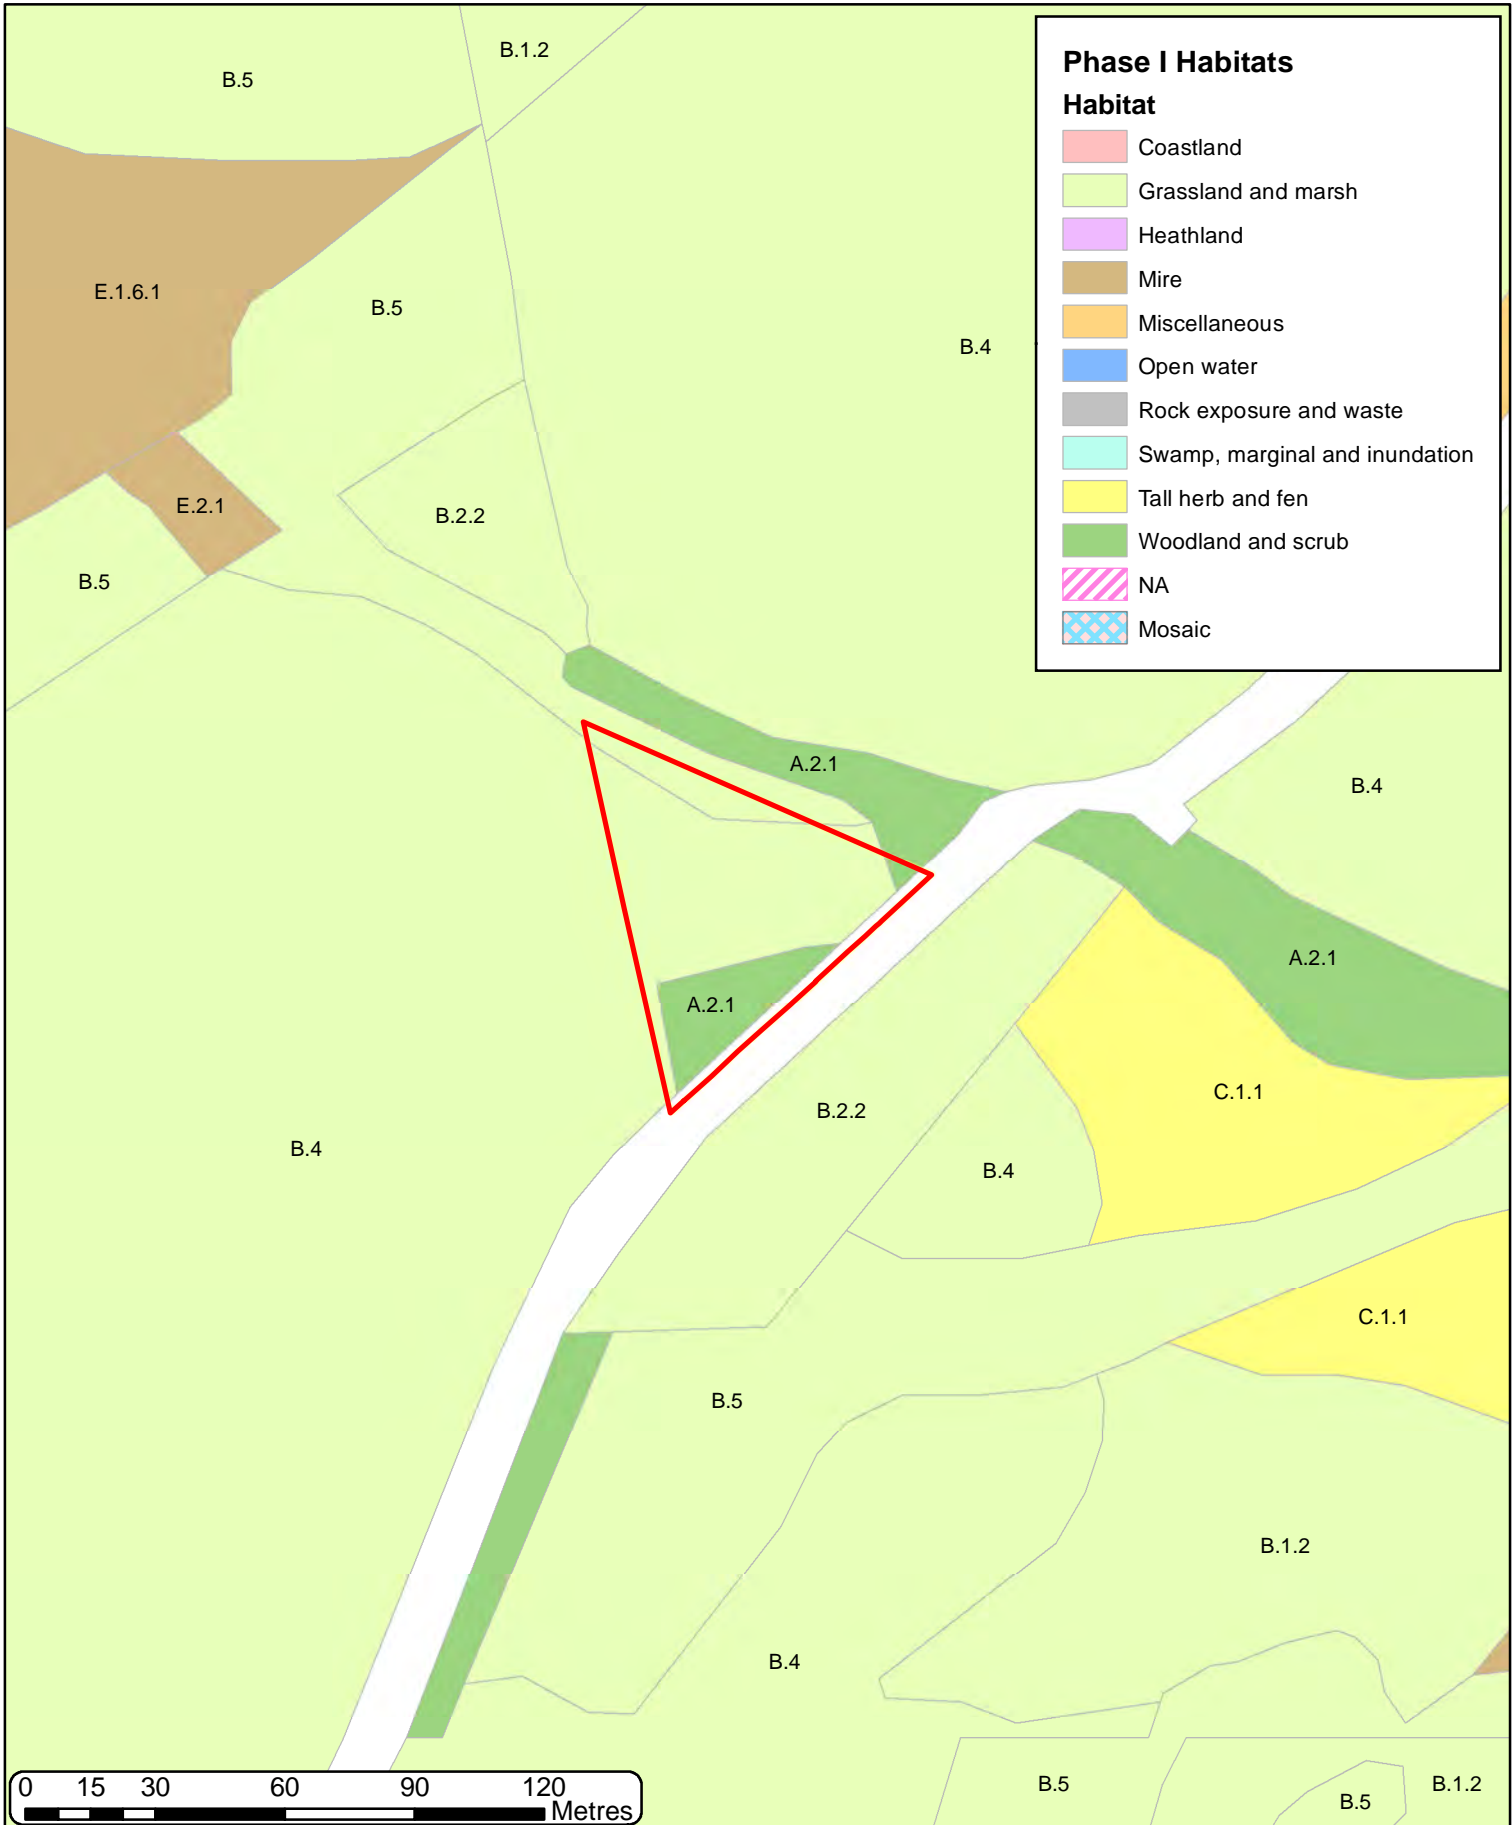 B.1.2
B.5
Phase I Habitats
Habitat
Coastland
Grassland and marsh
Heathland
Mire
Miscellaneous
Open water
Rock exposure and waste
Swamp, marginal and inundation
Tall herb and fen
Woodland and scrub
NA
Mosaic
E.1.6.1
B.5
B.4
E.2.1
B.2.2
B.5
A.2.1
B.4
A.2.1
A.2.1
C.1.1
B.2.2
B.4
B.4
C.1.1
B.5
B.1.2
B.4
B.5
B.1.2
B.5
0 15 30 60 90 120
Metres